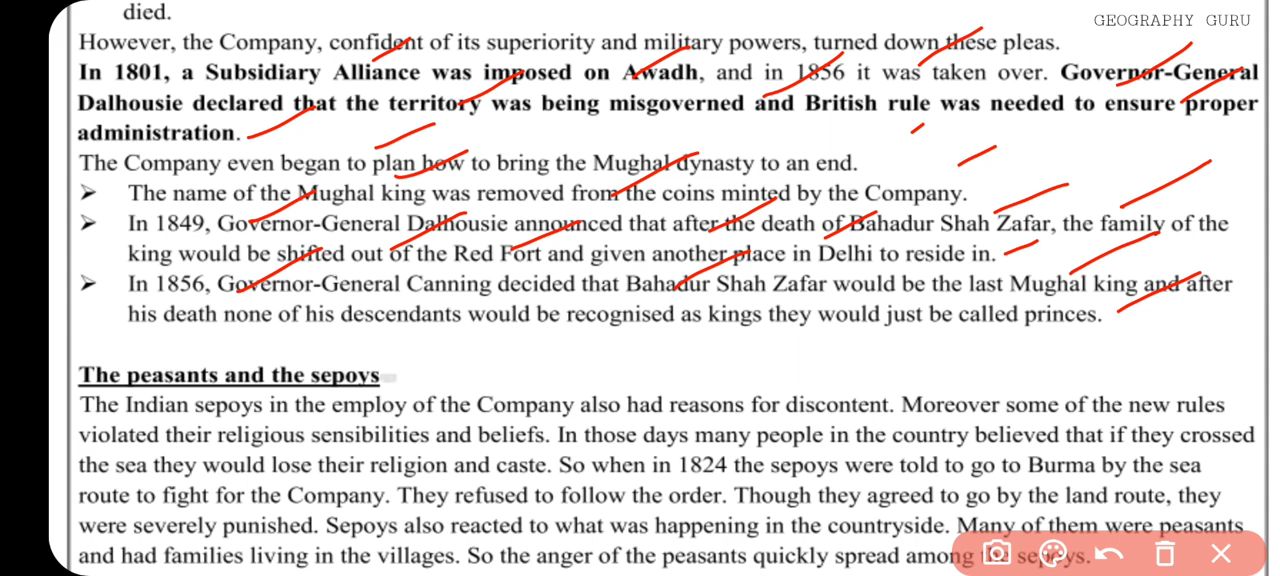 died.
GEOGRAPHY GURU
However, the Company, confident of its superiority and military powers, turned down these pleas.
In 1801, a Subsidiary Alliance was imposed on Awadh, and in 1856 it was taken over. Governor-General
Dalhousie declared that the territory was being misgoverned and British rule was needed to ensure proper
administration.
The Company even began to plan how to bring the Mughal dynasty to an end.
➢ The name of the Mughal king was removed from the coins minted by the Company.
➢ In 1849, Governor-General Dalhousie announced that after the death of Bahadur Shah Zafar, the family of the
king would be shifted out of the Red Fort and given another place in Delhi to reside in.
➢ In 1856, Governor-General Canning decided that Bahadur Shah Zafar would be the last Mughal king and after
his death none of his descendants would be recognised as kings they would just be called princes.
The peasants and the sepoys
The Indian sepoys in the employ of the Company also had reasons for discontent. Moreover some of the new rules
violated their religious sensibilities and beliefs. In those days many people in the country believed that if they crossed
the sea they would lose their religion and caste. So when in 1824 the sepoys were told to go to Burma by the sea
route to fight for the Company. They refused to follow the order. Though they agreed to go by the land route, they
were severely punished. Sepoys also reacted to what was happening in the countryside. Many of them were peasants
and had families living in the villages. So the anger of the peasants quickly spread among the sepoys.